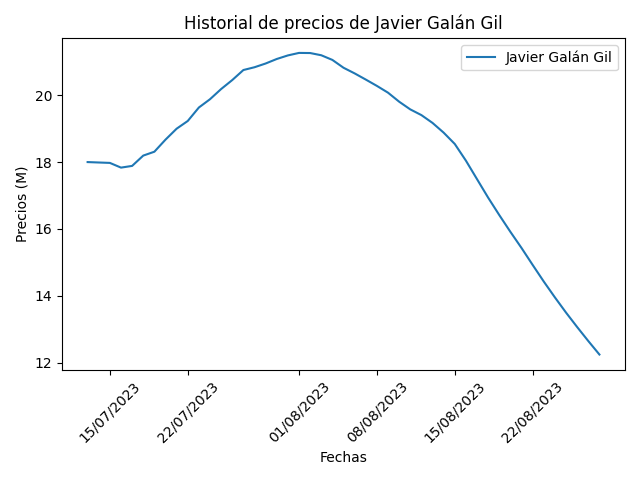 Historial de precios de Javier Galán Gil
Javier Galán Gil
Precios (M)
20
18
16
14
12
15/07/2023
22/07/2023
01/08/2023
08/08/2023
15/08/2023
22/08/2023
Fechas